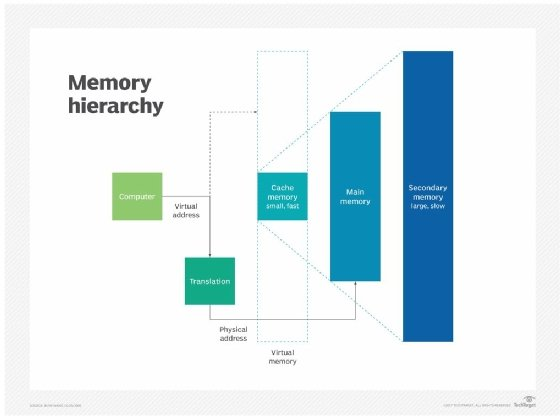 Memory
hierarchy
Computer
Virtual
address
Translation
Physical
address
Cache
memory
small, fast
Virtual
memory
Main
memory
Secondary
memory
large, slow
TechTarget